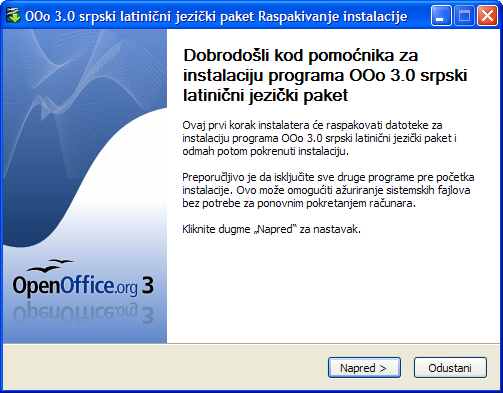 OOo 3.0 srpski latinični jezički paket Raspakivanje instalacije
Dobrodošli kod pomoćnika za
instalaciju programa OOo 3.0 srpski
latinični jezički paket
Ovaj prvi korak instalatera će raspakovati datoteke za
instalaciju programa OOo 3.0 srpski latinični jezički paket i
odmah potom pokrenuti instalaciju.
Preporučljivo je da isključite sve druge programe pre početka
instalacije. Ovo može omogućiti ažuriranje sistemskih fajlova
bez potrebe za ponovnim pokretanjem računara.
Kliknite dugme „Napred” za nastavak.
OpenOffice.org 3
Napred >
Odustani